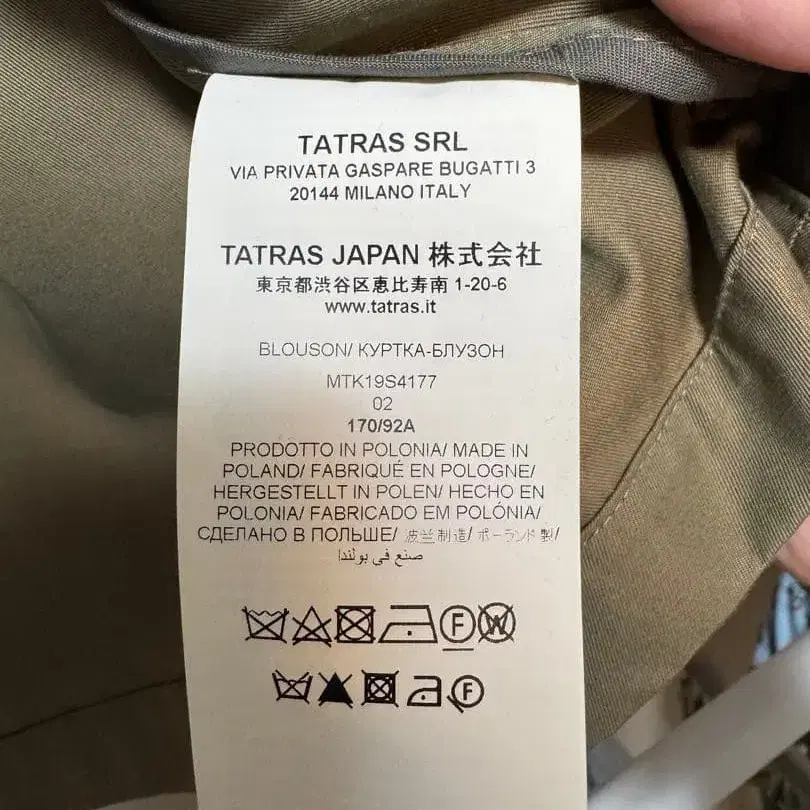 TATRAS SRL
VIA PRIVATA GASPARE BUGATTI 3
20144 MILANO ITALY
TATRAS JAPAN 株式会社
東京都渋谷区恵比寿南 1-20-6
www.tatras.it
BLOUSON/ КУРТКА-БЛУЗОН
MTK19S4177
02
170/92A
PRODOTTO IN POLONIA/ MADE IN
POLAND/ FABRIQUÉ EN POLOGNE/
HERGESTELLT IN POLEN/ HECHO EN
POLONIA/ FABRICADO EM POLÓNIA/
СДЕЛАНО В ПОЛЬШЕ/ 波兰制造/ ポーランド製/
صنع في بولندا
F W
F